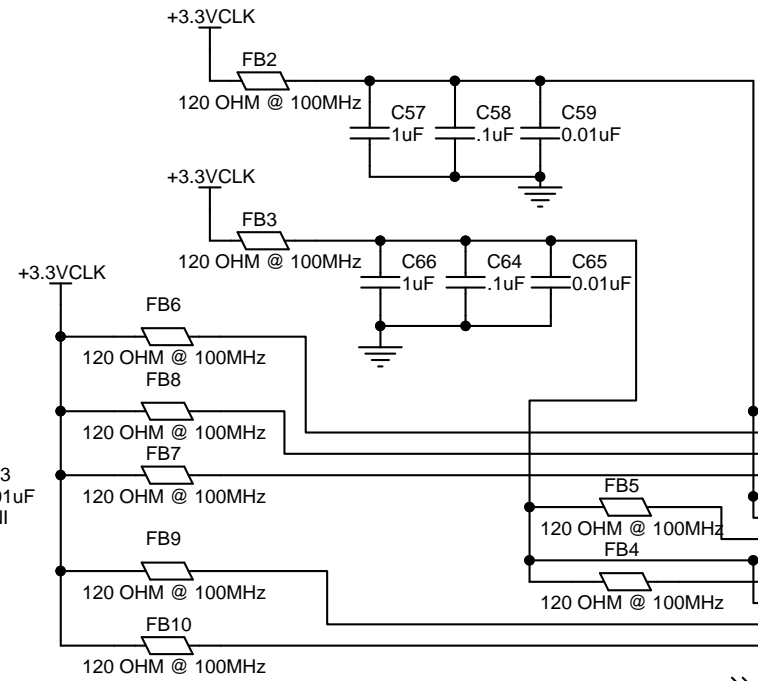 +3.3VCLK
FB2
120 OHM @ 100MHz
C57
1uF
C58
.1uF
C59
0.01uF
+3.3VCLK
FB3
120 OHM @ 100MHz
C66
1uF
C64
.1uF
C65
0.01uF
+3.3VCLK
FB6
120 OHM @ 100MHz
FB8
120 OHM @ 100MHz
FB7
120 OHM @ 100MHz
3
01uF
FB5
120 OHM @ 100MHz
FB9
120 OHM @ 100MHz
FB4
120 OHM @ 100MHz
FB10
120 OHM @ 100MHz